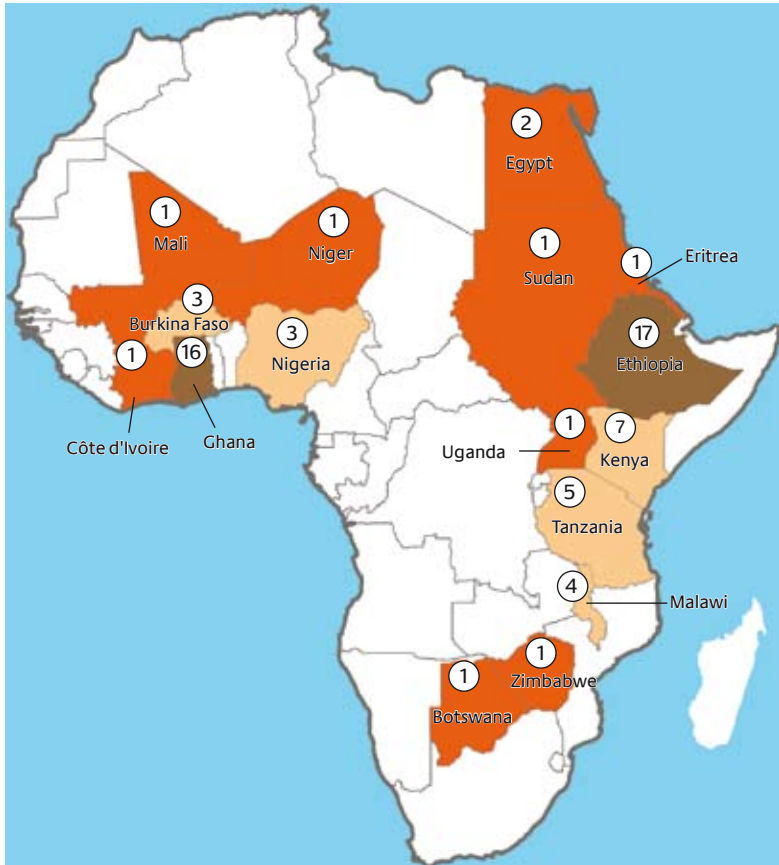 2
Egypt
1
Mali
1
Niger
1
Sudan
1
Eritrea
3
Burkina Faso
3
Nigeria
17
Ethiopia
1
Côte d'Ivoire
16
Ghana
1
Uganda
7
Kenya
5
Tanzania
4
Malawi
1
Zimbabwe
1
Botswana